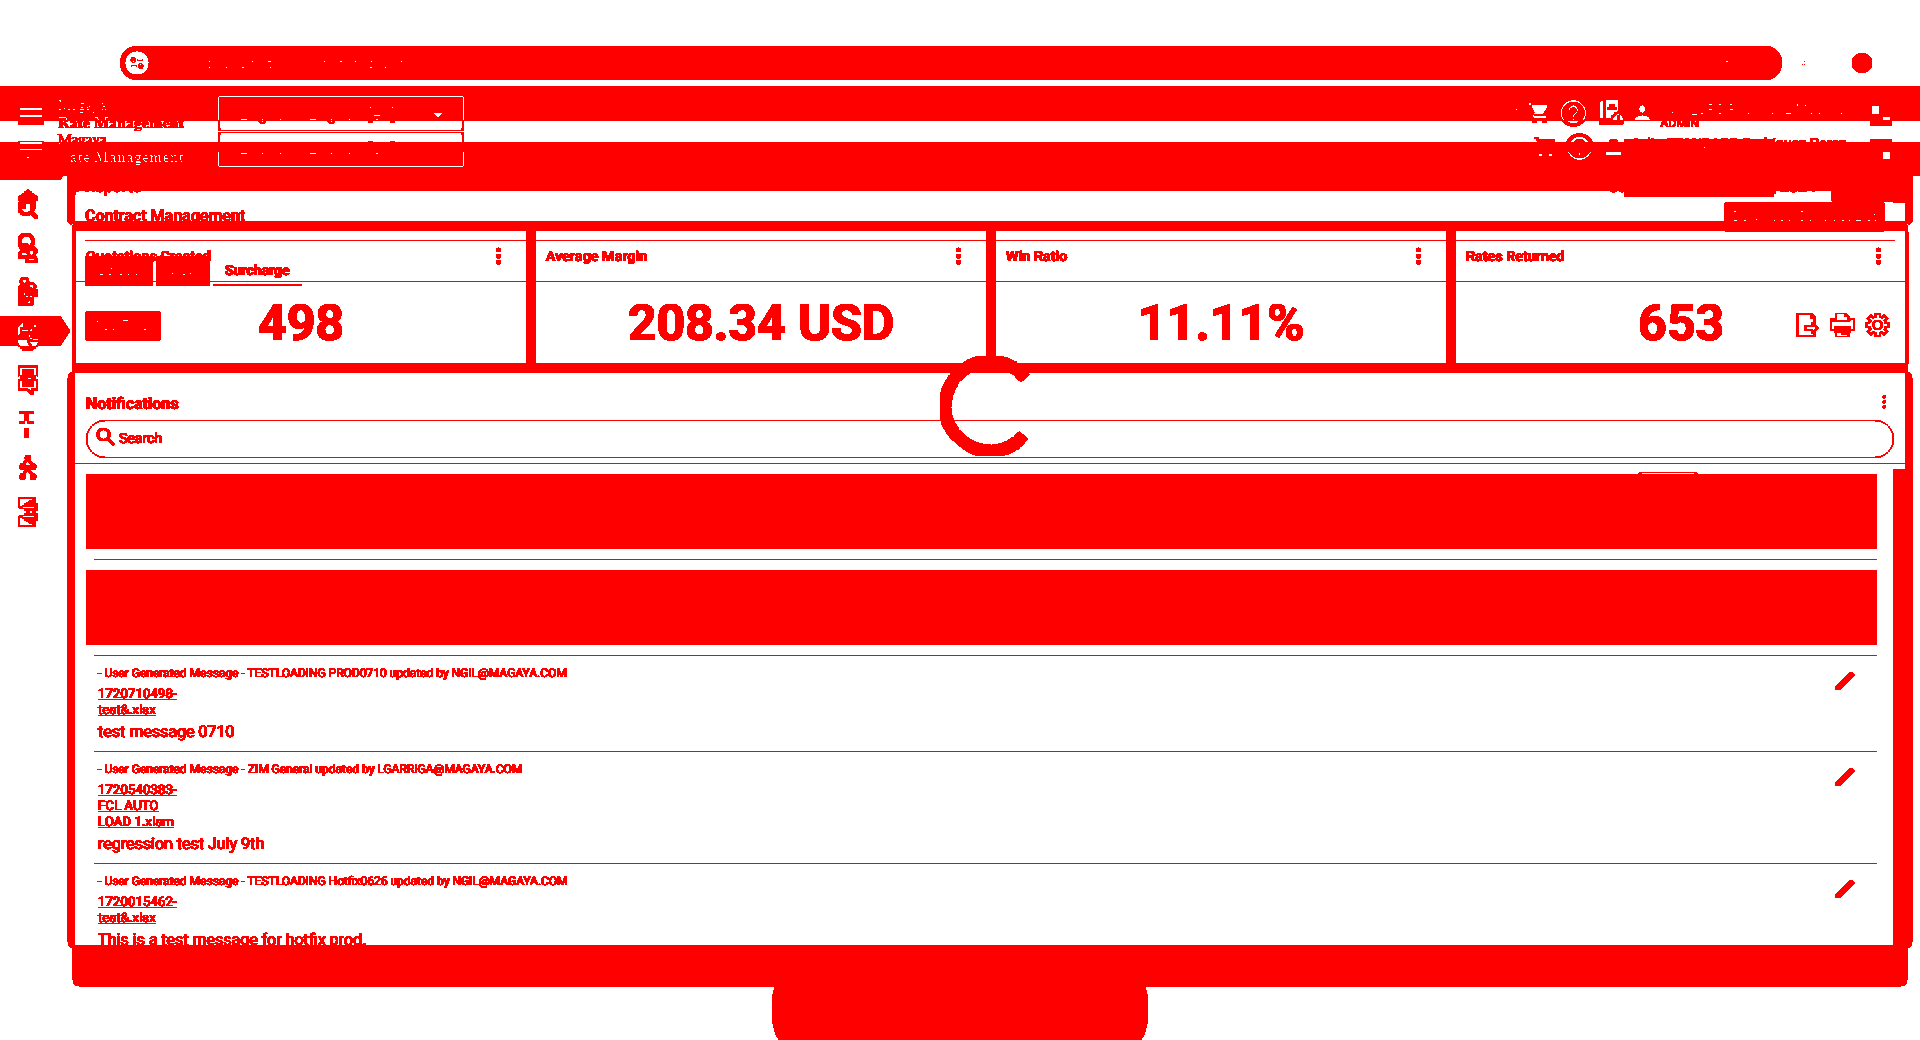 Rate Management
Magaya
Rate Management
ADMIN
Reports
Contract Management
Quotations Created
Average Margin
Win Ratio
Rates Returned
Surcharge
498
208.34 USD
11.11%
653
Notifications
Search
- User Generated Message - TESTLOADING PROD0710 updated by NGIL@MAGAYA.COM
1720710498-
test&.xlsx
test message 0710
- User Generated Message - ZIM General updated by LGARRIGA@MAGAYA.COM
1720540383-
FCL AUTO
LOAD 1.xlsm
regression test July 9th
- User Generated Message - TESTLOADING Hotfix0626 updated by NGIL@MAGAYA.COM
1720015462-
test&.xlsx
This is a test message for hotfix prod.